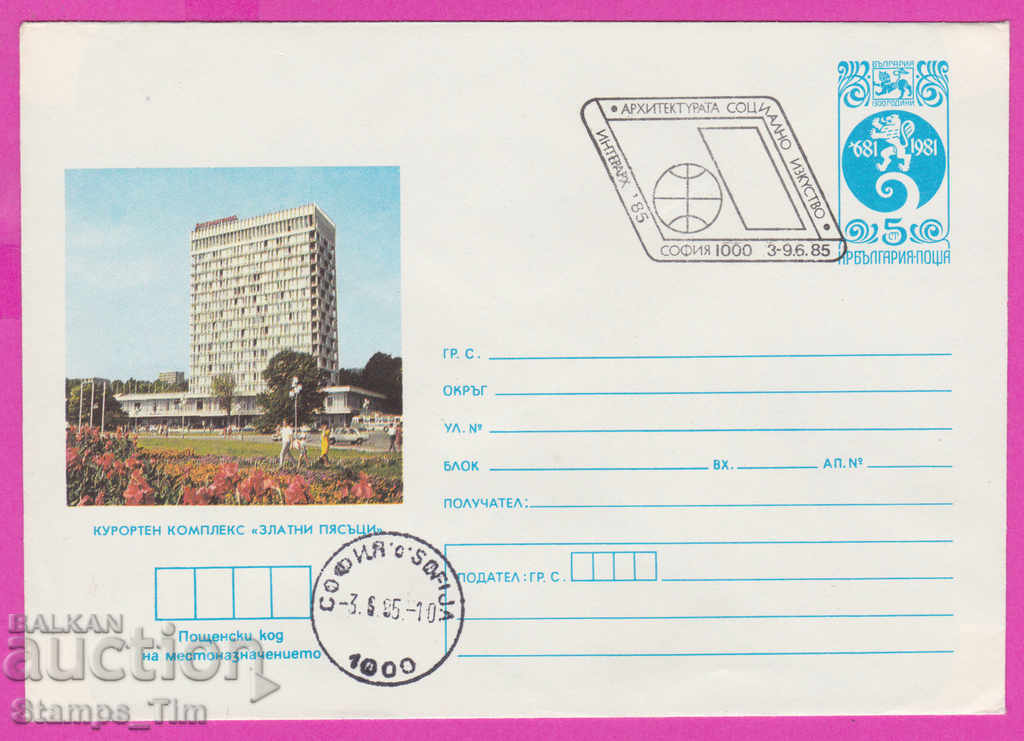 БЪЛГАРИЯ
1300 ГОДИНИ
681 1981
5 СТ
НРБЪЛГАРИЯ·ПОЩА
• АРХИТЕКТУРАТА СОЦИАЛНО ИЗКУСТВО •
ИНТЕРАРХ '85
СОФИЯ 1000 3-9.6.85
ГР. С.
ОКРЪГ
УЛ. №
БЛОК ВХ. АП. №
ПОЛУЧАТЕЛ:
КУРОРТЕН КОМПЛЕКС «ЗЛАТНИ ПЯСЪЦИ»
ПОДАТЕЛ: ГР. С.
СОФИЯ • SOFIJA
-3.6.85.-10
1000
Пощенски код
на местоназначението
BALKAN
auction
Stamps_Tim